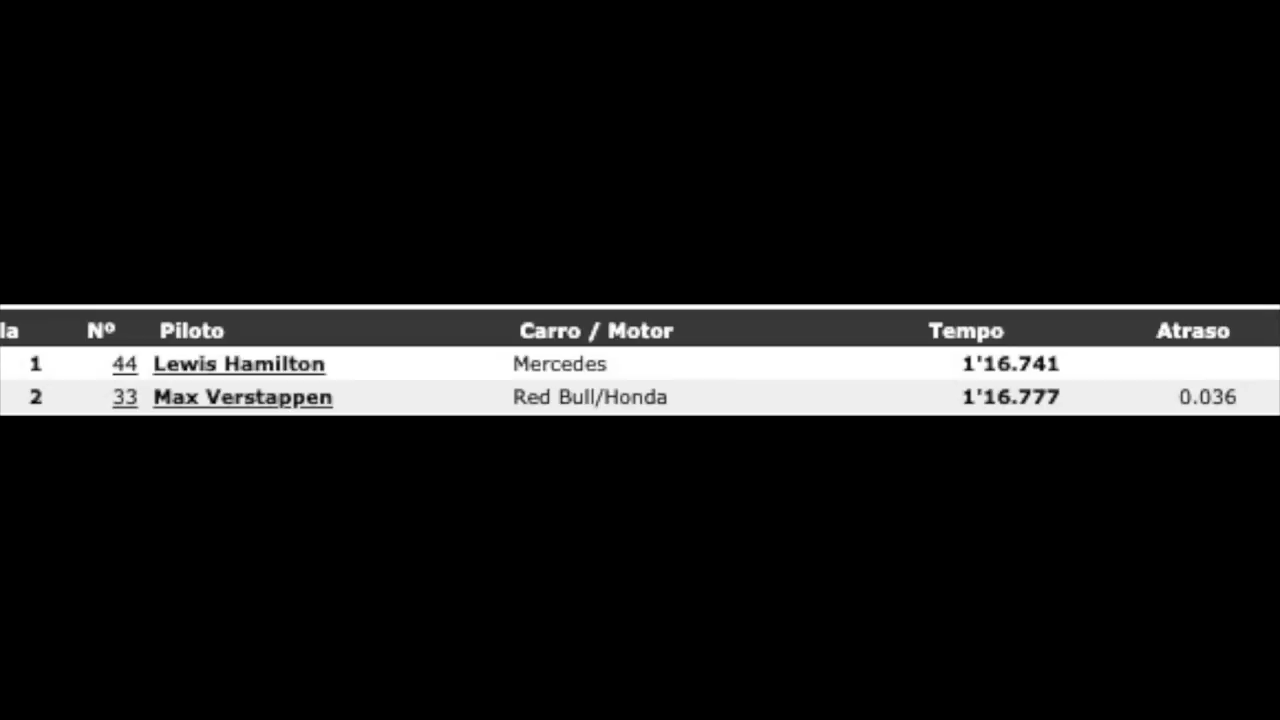 la Nº Piloto Carro / Motor Tempo Atraso
1 44 Lewis Hamilton Mercedes 1'16.741
2 33 Max Verstappen Red Bull/Honda 1'16.777 0.036